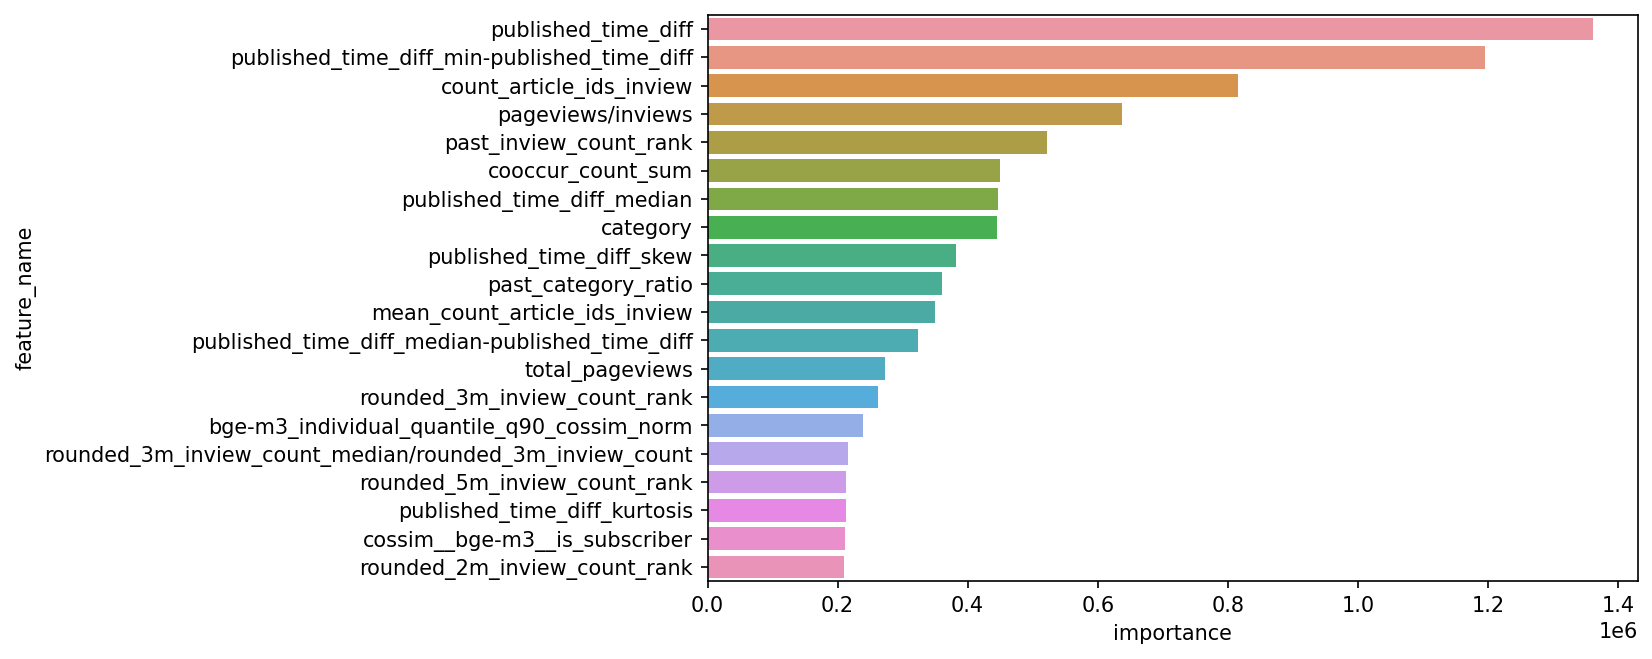 published_time_diff
published_time_diff_min-published_time_diff
count_article_ids_inview
pageviews/inviews
past_inview_count_rank
cooccur_count_sum
published_time_diff_median
category
published_time_diff_skew
past_category_ratio
mean_count_article_ids_inview
published_time_diff_median-published_time_diff
total_pageviews
rounded_3m_inview_count_rank
bge-m3_individual_quantile_q90_cossim_norm
rounded_3m_inview_count_median/rounded_3m_inview_count
rounded_5m_inview_count_rank
published_time_diff_kurtosis
cossim__bge-m3__is_subscriber
rounded_2m_inview_count_rank
feature_name
0.0 0.2 0.4 0.6 0.8 1.0 1.2 1.4
1e6
importance